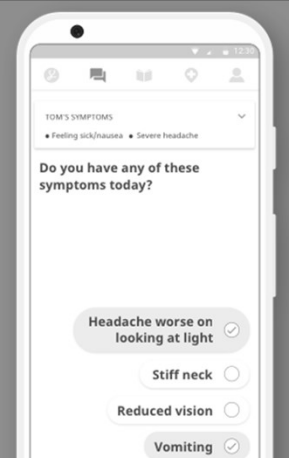 12:30
TOM'S SYMPTOMS
• Feeling sick/nausea • Severe headache
Do you have any of these
symptoms today?
Headache worse on
looking at light
Stiff neck
Reduced vision
Vomiting